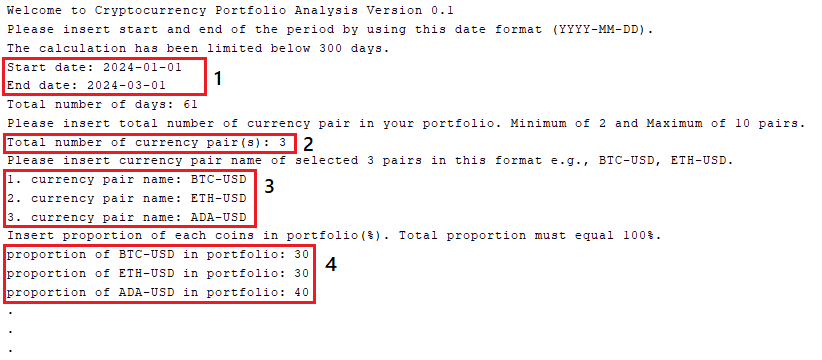 Welcome to Cryptocurrency Portfolio Analysis Version 0.1
Please insert start and end of the period by using this date format (YYYY-MM-DD).
The calculation has been limited below 300 days.
Start date: 2024-01-01
1
End date: 2024-03-01
Total number of days: 61
Please insert total number of currency pair in your portfolio. Minimum of 2 and Maximum of 10 pairs.
Total number of currency pair(s): 3
2
Please insert currency pair name of selected 3 pairs in this format e.g., BTC-USD, ETH-USD.
1. currency pair name: BTC-USD
3
2. currency pair name: ETH-USD
3. currency pair name: ADA-USD
Insert proportion of each coins in portfolio(%). Total proportion must equal 100%.
proportion of BTC-USD in portfolio: 30
4
proportion of ETH-USD in portfolio: 30
proportion of ADA-USD in portfolio: 40
.
.
.